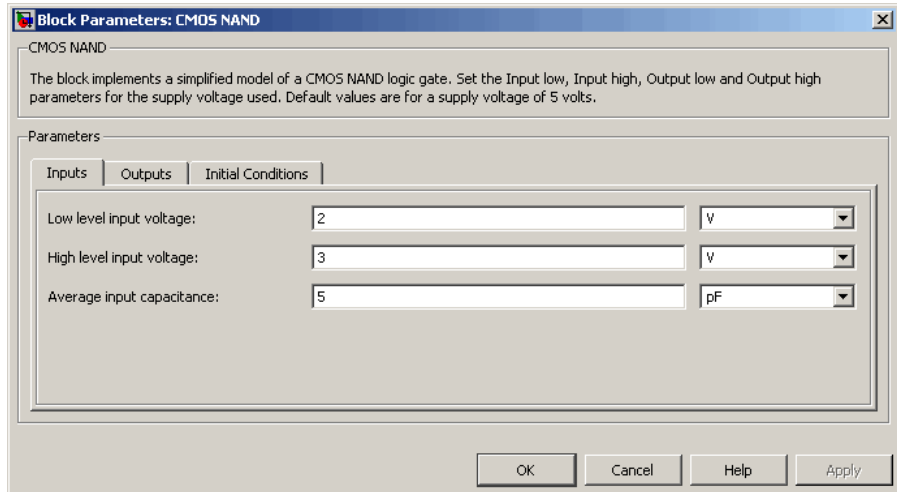 Block Parameters: CMOS NAND
CMOS NAND
The block implements a simplified model of a CMOS NAND logic gate. Set the Input low, Input high, Output low and Output high
parameters for the supply voltage used. Default values are for a supply voltage of 5 volts.
Parameters
Inputs Outputs Initial Conditions
Low level input voltage: 2 V
High level input voltage: 3 V
Average input capacitance: 5 pF
OK Cancel Help Apply